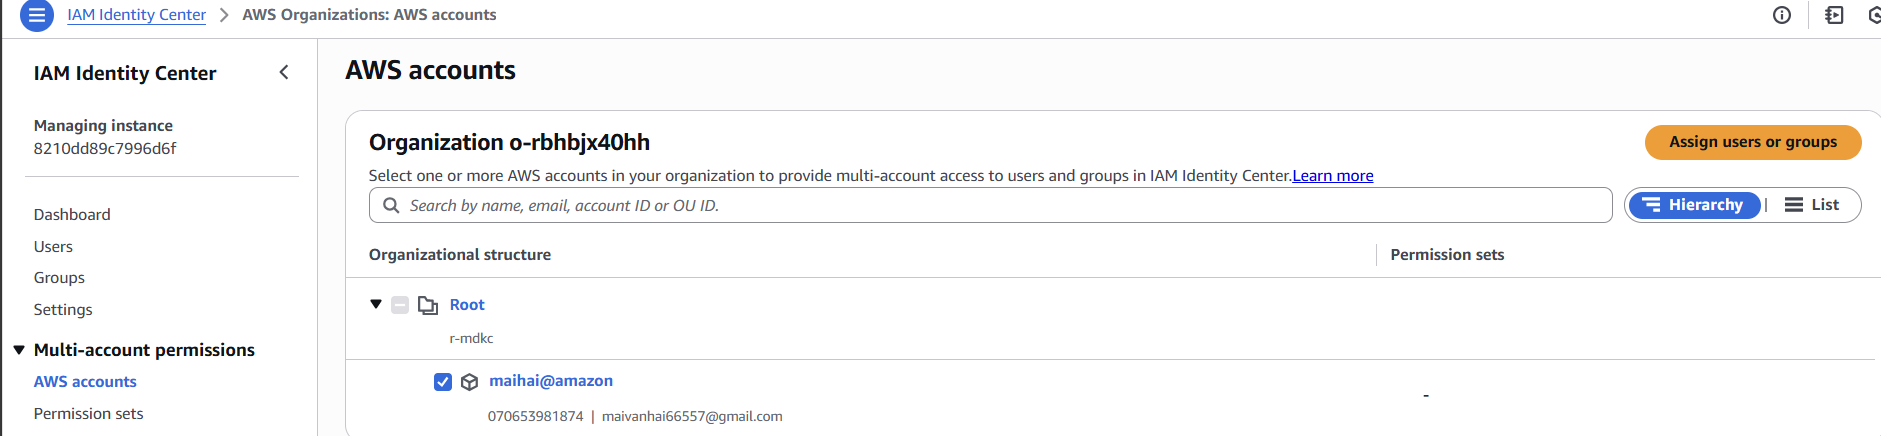 IAM Identity Center > AWS Organizations: AWS accounts
IAM Identity Center
Managing instance
8210dd89c7996d6f
Dashboard
Users
Groups
Settings
Multi-account permissions
AWS accounts
Permission sets
AWS accounts
Organization o-rbhbjx40hh
Assign users or groups
Select one or more AWS accounts in your organization to provide multi-account access to users and groups in IAM Identity Center.Learn more
Search by name, email, account ID or OU ID.
Hierarchy | List
Organizational structure
Permission sets
Root
r-mdkc
maihai@amazon
-
070653981874 | maivanhai66557@gmail.com